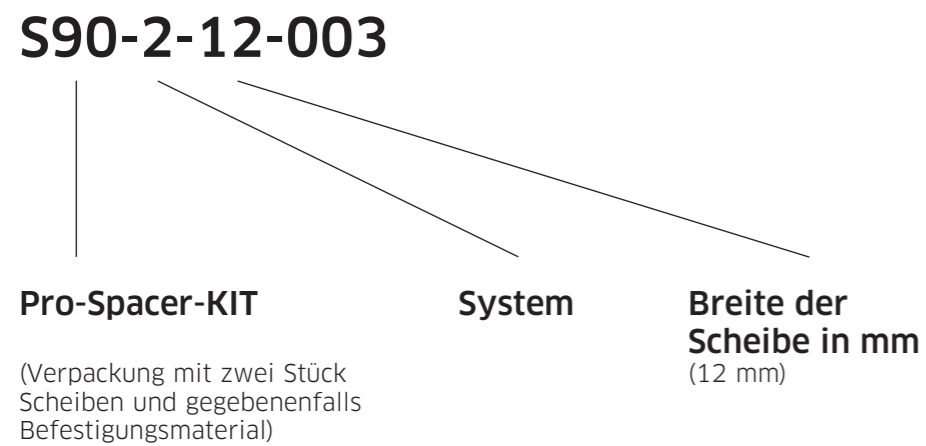 S90-2-12-003
Pro-Spacer-KIT
(Verpackung mit zwei Stück
Scheiben und gegebenenfalls
Befestigungsmaterial)
System
Breite der
Scheibe in mm
(12 mm)